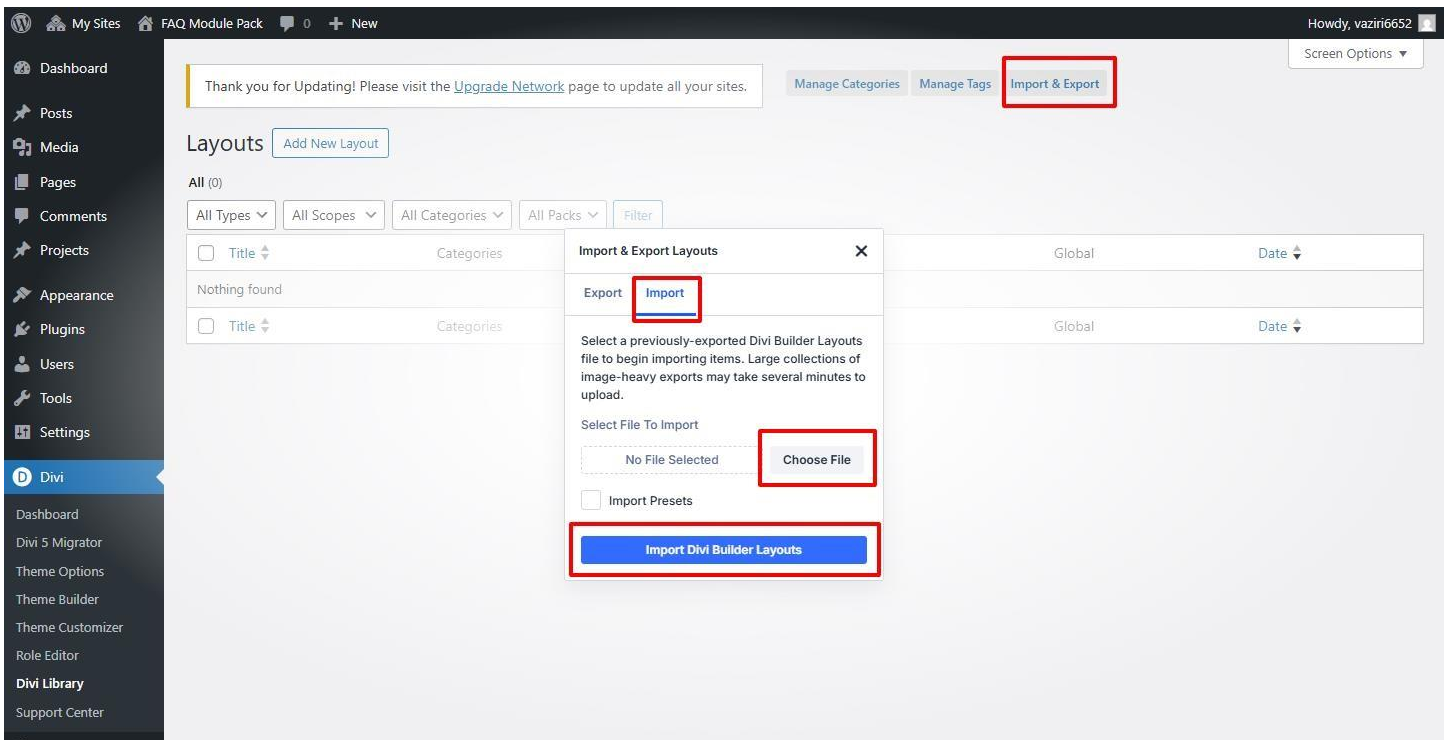 My Sites FAQ Module Pack 0 New Howdy, vaziri6652
Screen Options
Dashboard
Posts
Media
Pages
Comments
Projects
Appearance
Plugins
Users
Tools
Settings
Divi
Dashboard
Divi 5 Migrator
Theme Options
Theme Builder
Theme Customizer
Role Editor
Divi Library
Support Center
Thank you for Updating! Please visit the Upgrade Network page to update all your sites.
Manage Categories Manage Tags Import & Export
Layouts Add New Layout
All (0)
All Types All Scopes All Categories All Packs Filter
Title Categories Global Date
Nothing found
Title Categories Global Date
Import & Export Layouts
Export Import
Select a previously-exported Divi Builder Layouts
file to begin importing items. Large collections of
image-heavy exports may take several minutes to
upload.
Select File To Import
No File Selected Choose File
Import Presets
Import Divi Builder Layouts